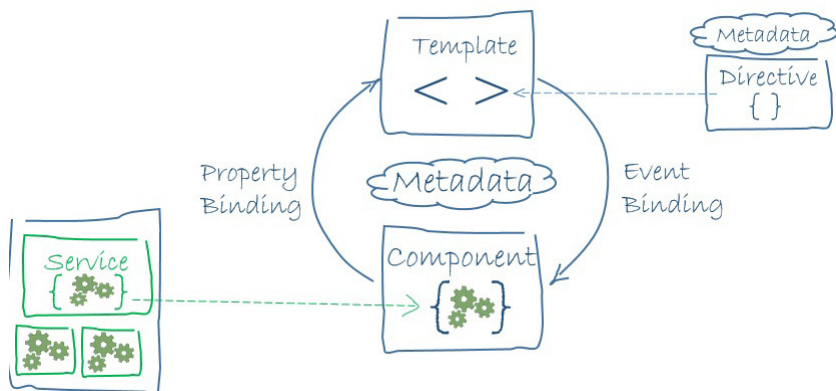 Template
< >
Metadata
Directive
{ }
Property
Binding
Metadata
Event
Binding
Service
{ }
Component
{ }